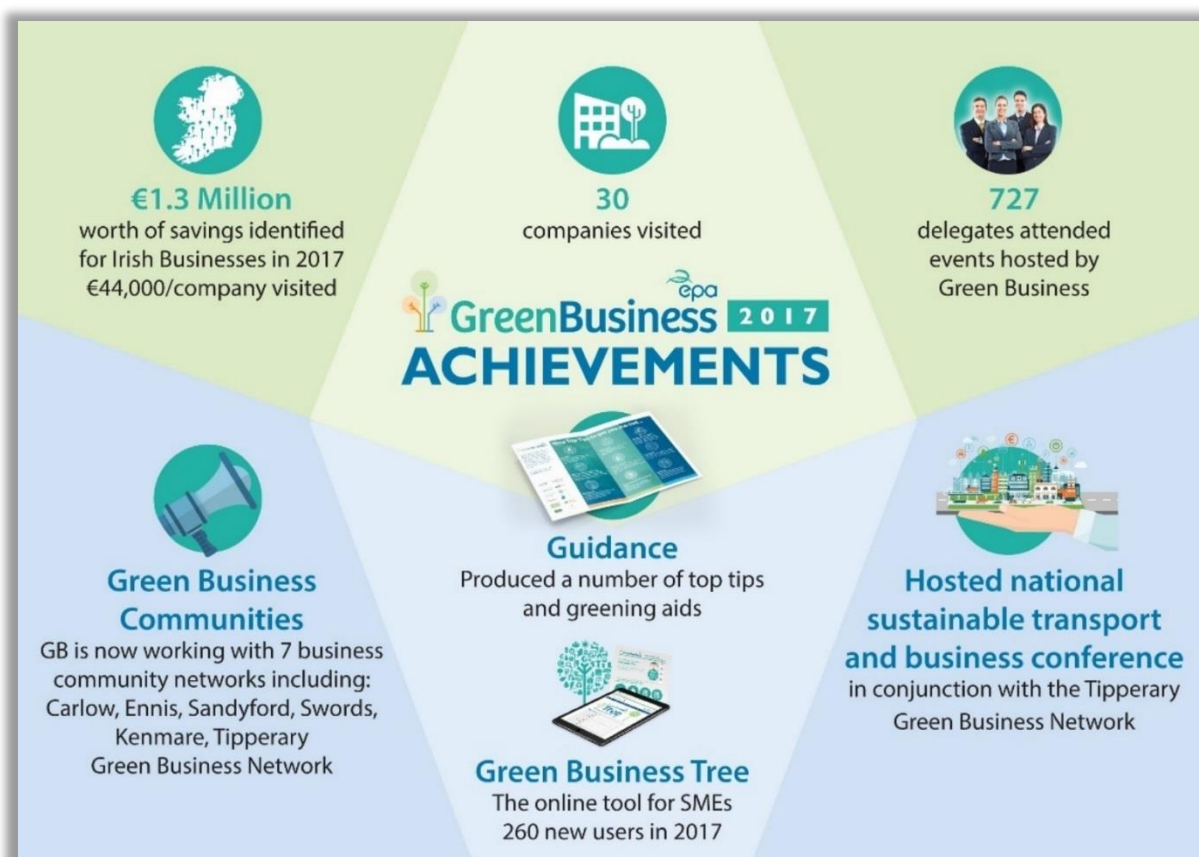 €1.3 Million
worth of savings identified
for Irish Businesses in 2017
€44,000/company visited
30
companies visited
727
delegates attended
events hosted by
Green Business
epa
GreenBusiness 2017
ACHIEVEMENTS
Green Business
Communities
GB is now working with 7 business
community networks including:
Carlow, Ennis, Sandyford, Swords,
Kenmare, Tipperary
Green Business Network
Guidance
Produced a number of top tips
and greening aids
Green Business Tree
The online tool for SMEs
260 new users in 2017
Hosted national
sustainable transport
and business conference
in conjunction with the Tipperary
Green Business Network